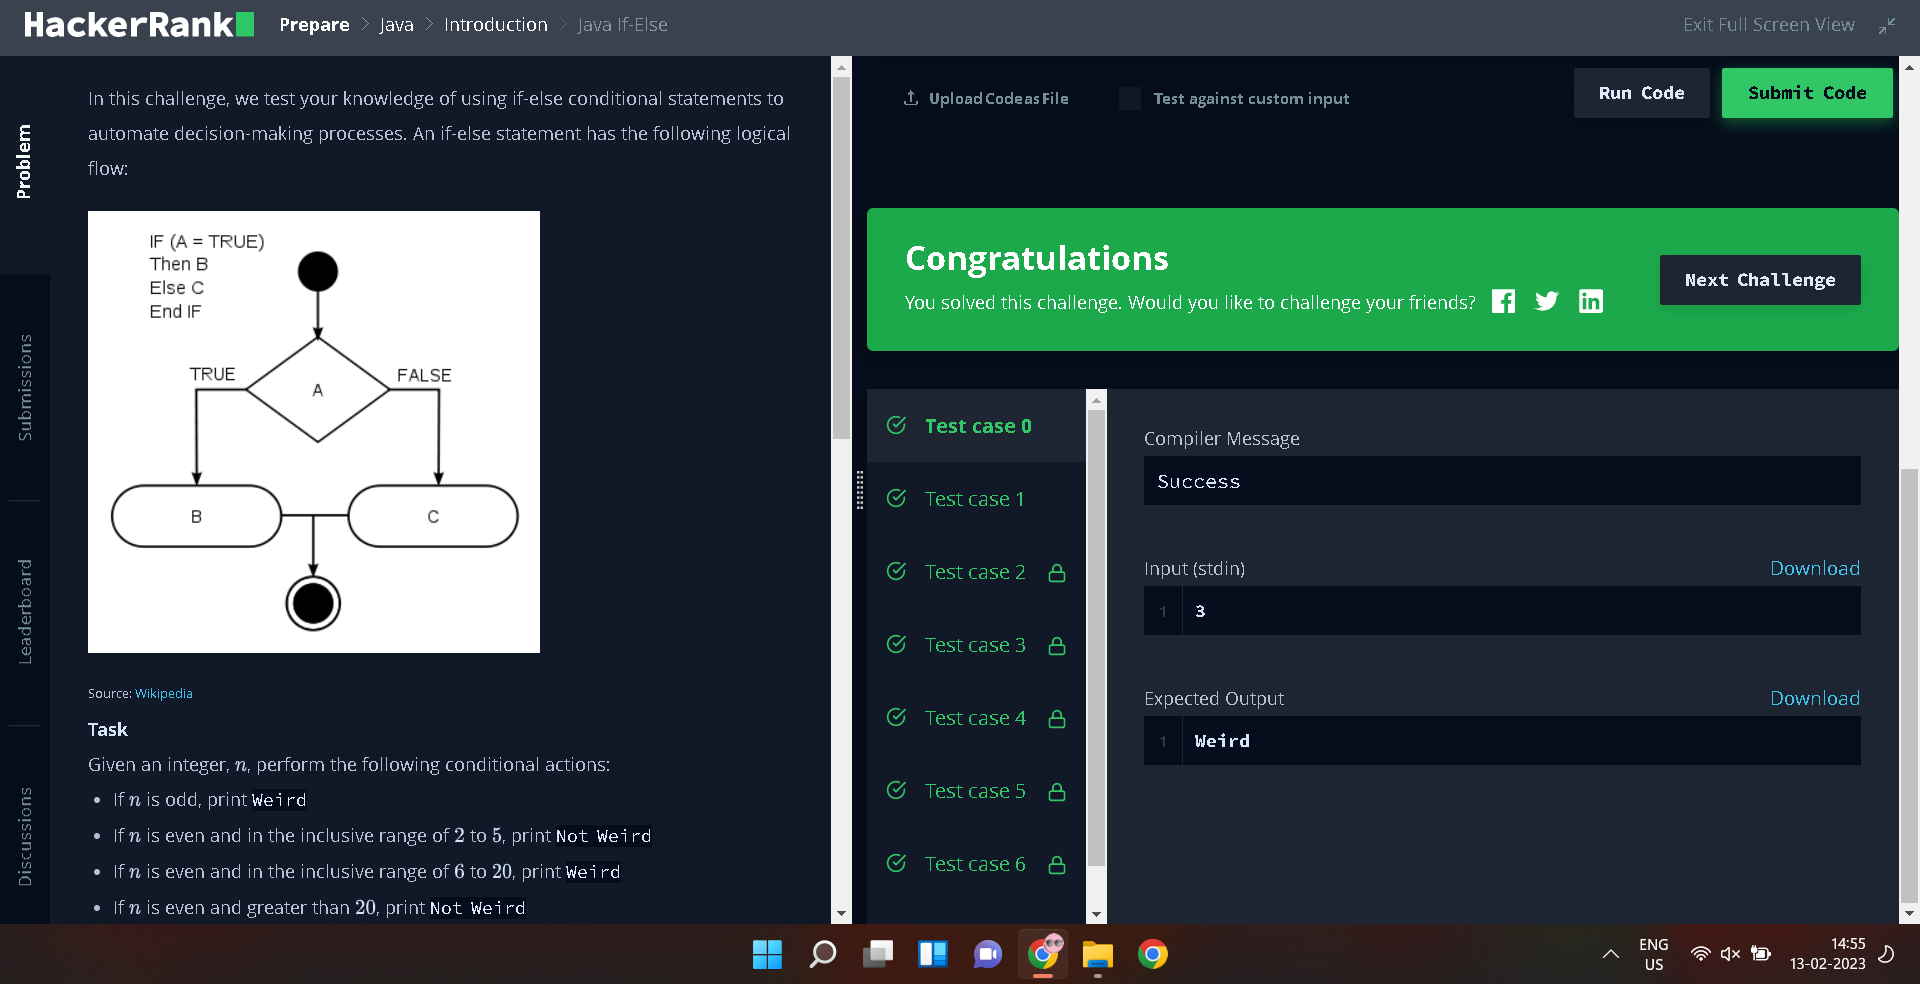 HackerRank Prepare Java Introduction Java If-Else Exit Full Screen View
Problem
Submissions
Leaderboard
Discussions
In this challenge, we test your knowledge of using if-else conditional statements to
automate decision-making processes. An if-else statement has the following logical
flow:
IF (A = TRUE)
Then B
Else C
End IF
TRUE
A
FALSE
B
C
Source: Wikipedia
Task
Given an integer, n, perform the following conditional actions:
• If n is odd, print Weird
• If n is even and in the inclusive range of 2 to 5, print Not Weird
• If n is even and in the inclusive range of 6 to 20, print Weird
• If n is even and greater than 20, print Not Weird
Upload Code as File Test against custom input Run Code Submit Code
Congratulations
You solved this challenge. Would you like to challenge your friends?
Next Challenge
Test case 0
Test case 1
Test case 2
Test case 3
Test case 4
Test case 5
Test case 6
Compiler Message
Success
Input (stdin) Download
1 3
Expected Output Download
1 Weird
ENG
US
14:55
13-02-2023